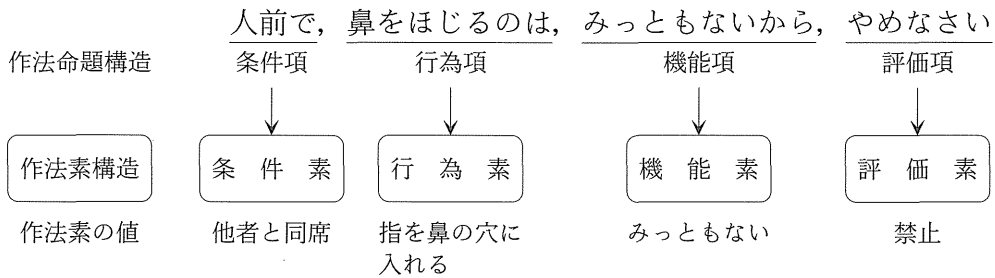 人前で, 鼻をほじるのは, みっともないから, やめなさい
作法命題構造 条件項 行為項 機能項 評価項
作法素構造 条件素 行為素 機能素 評価素
作法素の値 他者と同席 指を鼻の穴に みっともない 禁止
入れる